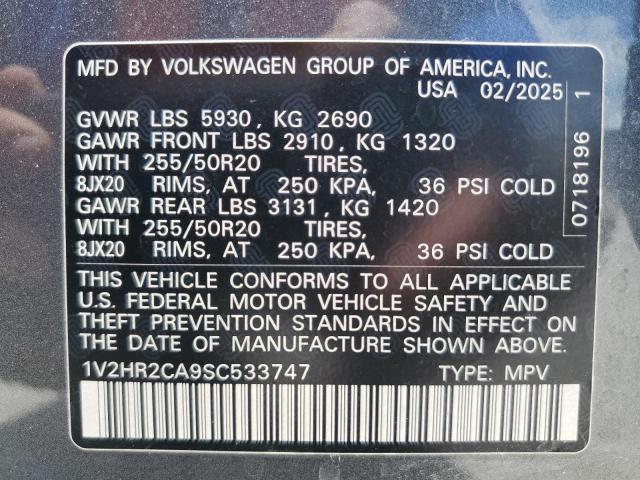 MFD BY VOLKSWAGEN GROUP OF AMERICA, INC.
USA 02/2025
GVWR LBS 5930, KG 2690
GAWR FRONT LBS 2910, KG 1320
WITH 255/50R20 TIRES,
8JX20 RIMS, AT 250 KPA, 36 PSI COLD
GAWR REAR LBS 3131, KG 1420
WITH 255/50R20 TIRES,
8JX20 RIMS, AT 250 KPA, 36 PSI COLD
0718196 1
THIS VEHICLE CONFORMS TO ALL APPLICABLE
U.S. FEDERAL MOTOR VEHICLE SAFETY AND
THEFT PREVENTION STANDARDS IN EFFECT ON
THE DATE OF MANUFACTURE SHOWN ABOVE.
1V2HR2CA9SC533747 TYPE: MPV